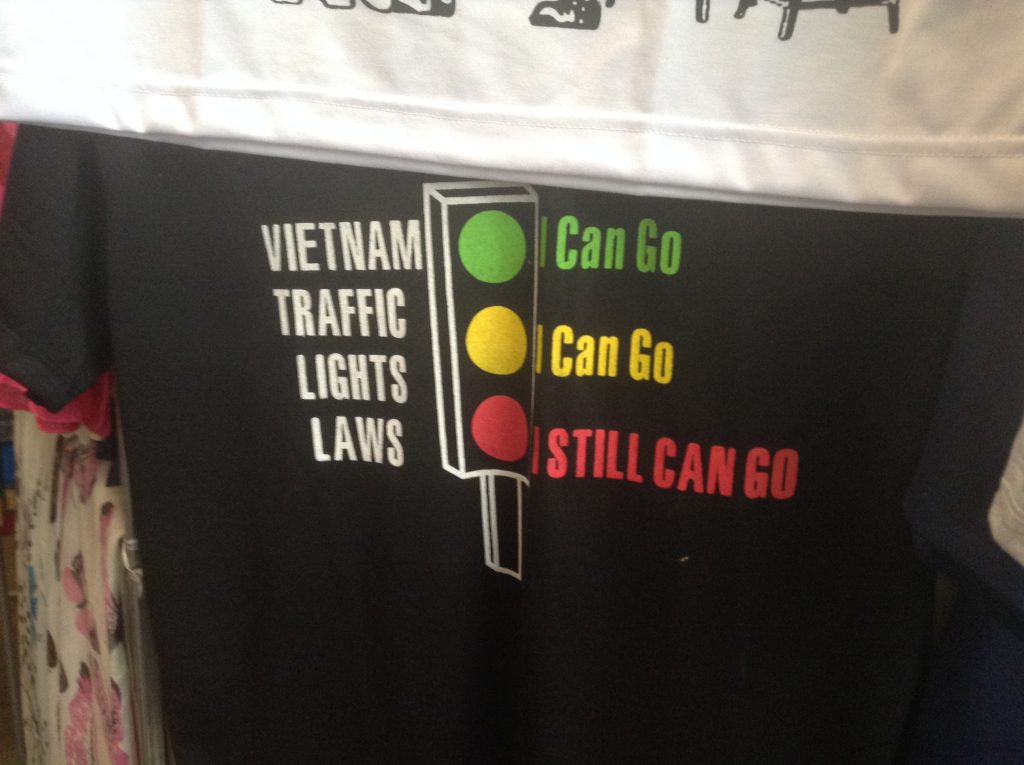 VIETNAM
TRAFFIC
LIGHTS
LAWS
I Can Go
I Can Go
I STILL CAN GO